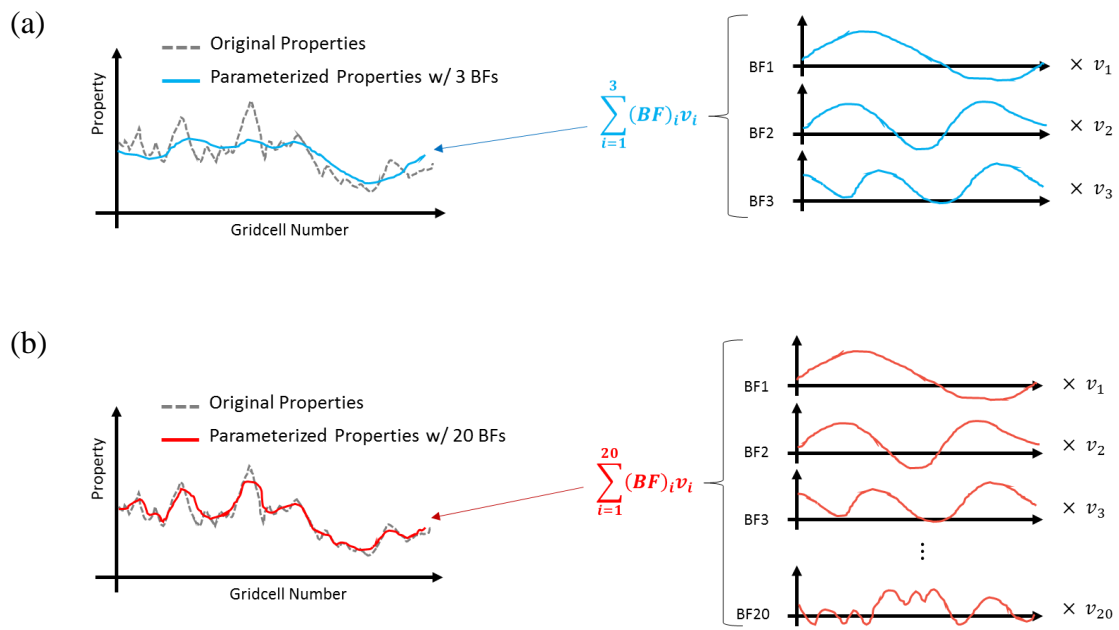 (a)
Original Properties
Parameterized Properties w/ 3 BFs
Property
Gridcell Number
3
∑(BF)ᵢvᵢ
i=1
BF1
× v₁
BF2
× v₂
BF3
× v₃
(b)
Original Properties
Parameterized Properties w/ 20 BFs
Property
Gridcell Number
20
∑(BF)ᵢvᵢ
i=1
BF1
× v₁
BF2
× v₂
BF3
× v₃
⋮
BF20
× v₂₀